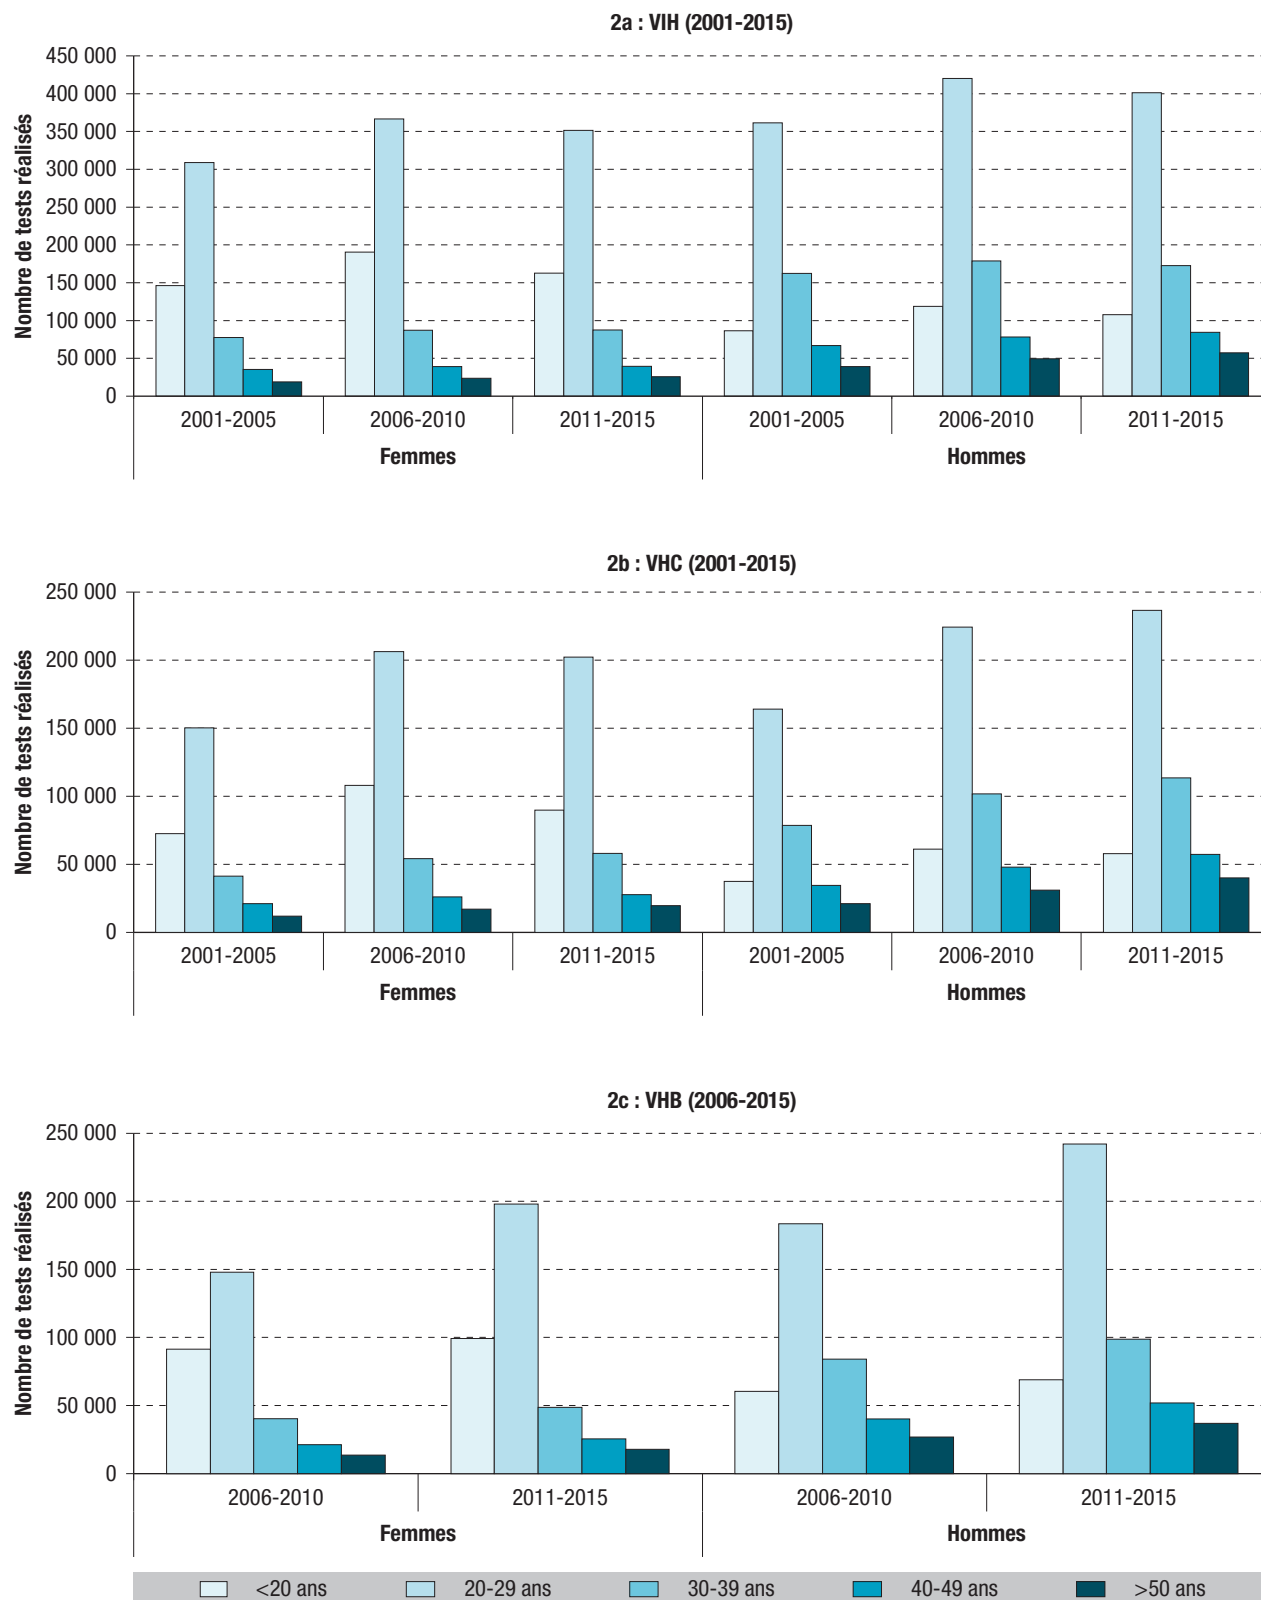 2a : VIH (2001-2015)
Nombre de tests réalisés
450 000
400 000
350 000
300 000
250 000
200 000
150 000
100 000
50 000
0
2001-2005 2006-2010 2011-2015 2001-2005 2006-2010 2011-2015
Femmes Hommes
2b : VHC (2001-2015)
Nombre de tests réalisés
250 000
200 000
150 000
100 000
50 000
0
2001-2005 2006-2010 2011-2015 2001-2005 2006-2010 2011-2015
Femmes Hommes
2c : VHB (2006-2015)
Nombre de tests réalisés
250 000
200 000
150 000
100 000
50 000
0
2006-2010 2011-2015 2006-2010 2011-2015
Femmes Hommes
<20 ans 20-29 ans 30-39 ans 40-49 ans >50 ans